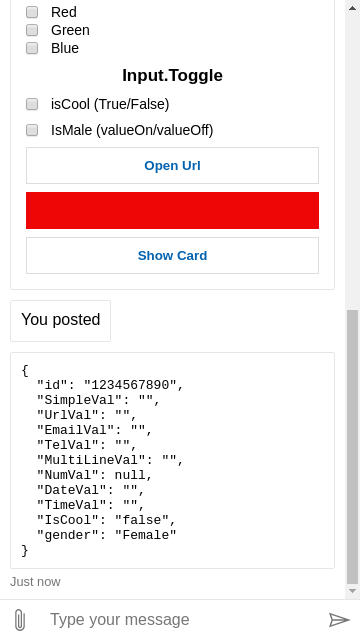 Red
Green
Blue
Input.Toggle
isCool (True/False)
IsMale (valueOn/valueOff)
Open Url
Show Card
You posted
{
  "id": "1234567890",
  "SimpleVal": "",
  "UrlVal": "",
  "EmailVal": "",
  "TelVal": "",
  "MultiLineVal": "",
  "NumVal": null,
  "DateVal": "",
  "TimeVal": "",
  "IsCool": "false",
  "gender": "Female"
}
Just now
Type your message